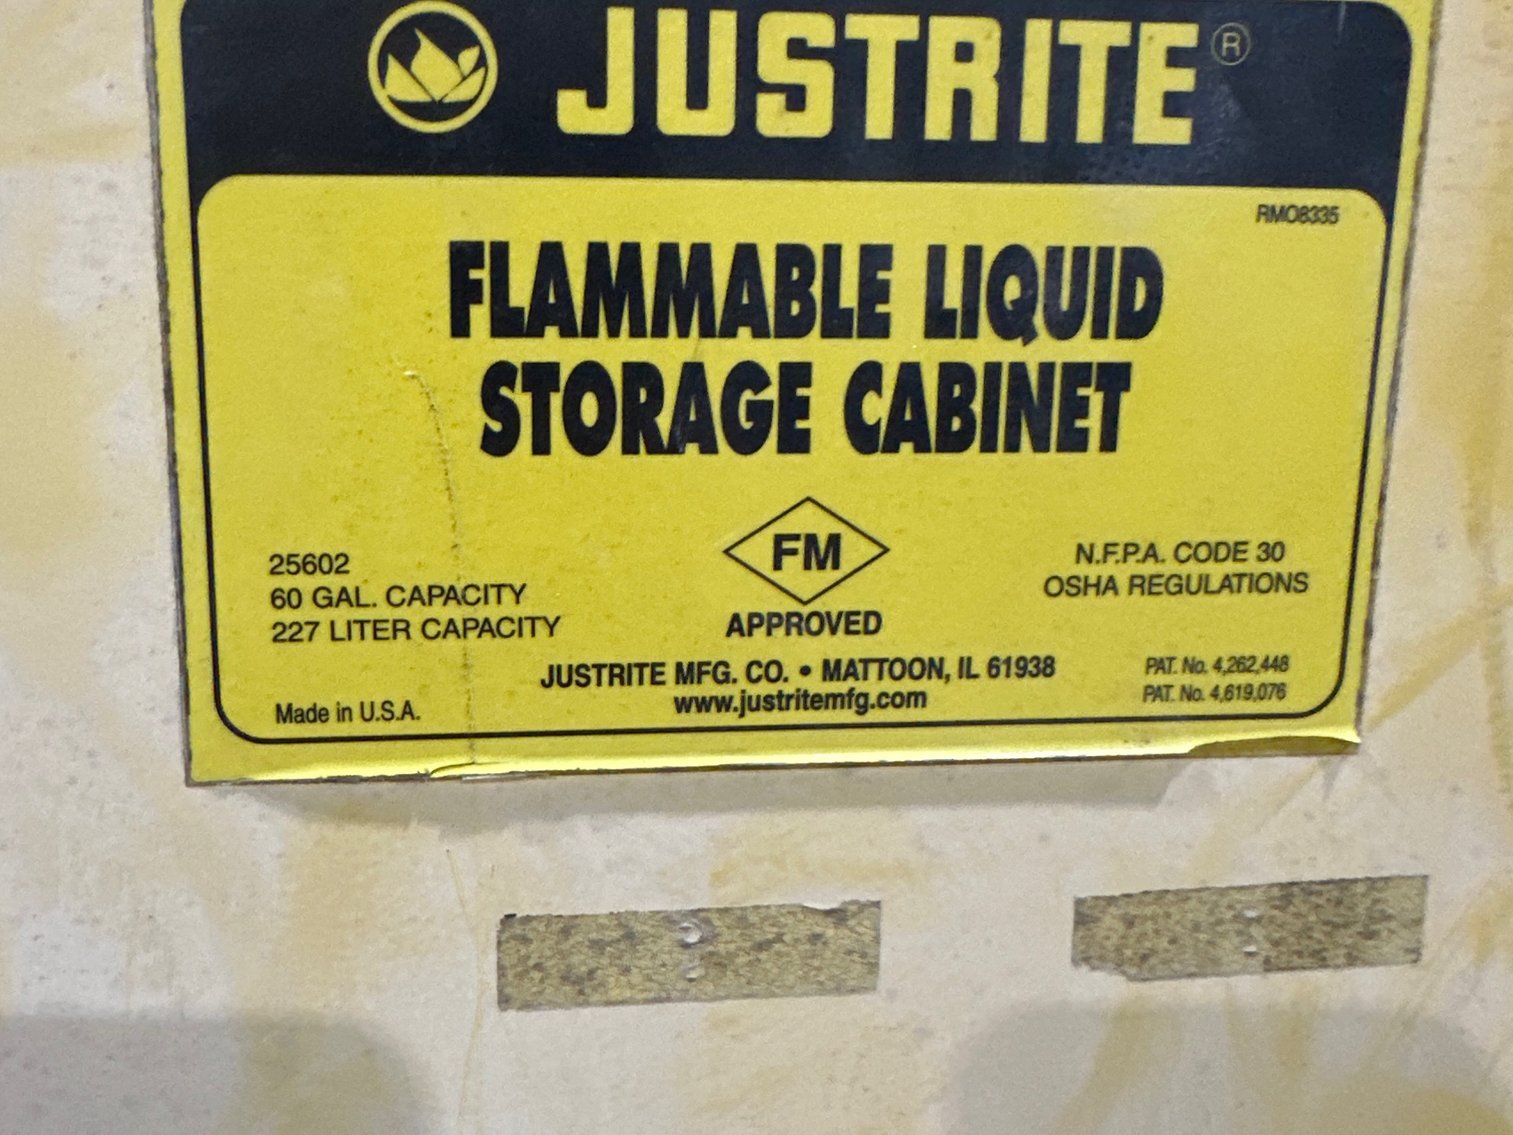 JUSTRITE®
RMO8335
FLAMMABLE LIQUID
STORAGE CABINET
25602
60 GAL. CAPACITY
227 LITER CAPACITY
Made in U.S.A.
FM
APPROVED
JUSTRITE MFG. CO. • MATTOON, IL 61938
www.justritemfg.com
N.F.P.A. CODE 30
OSHA REGULATIONS
PAT. No. 4,262,448
PAT. No. 4,619,076